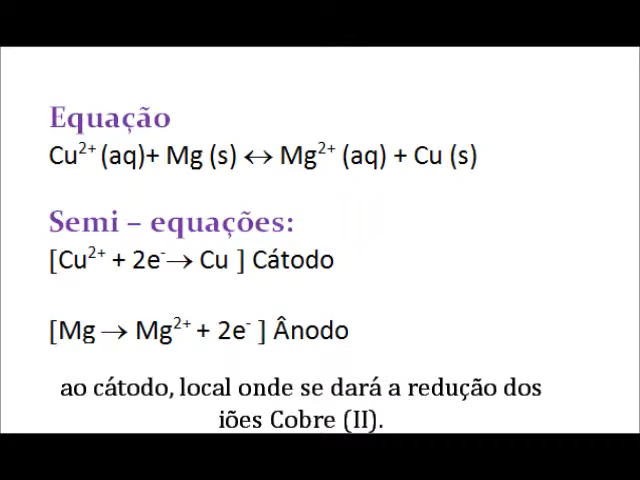 Equação
Cu²⁺ (aq)+ Mg (s) ↔ Mg²⁺ (aq) + Cu (s)
Semi – equações:
[Cu²⁺ + 2e⁻→ Cu ] Cátodo
[Mg → Mg²⁺ + 2e⁻ ] Ânodo
ao cátodo, local onde se dará a redução dos
iões Cobre (II).